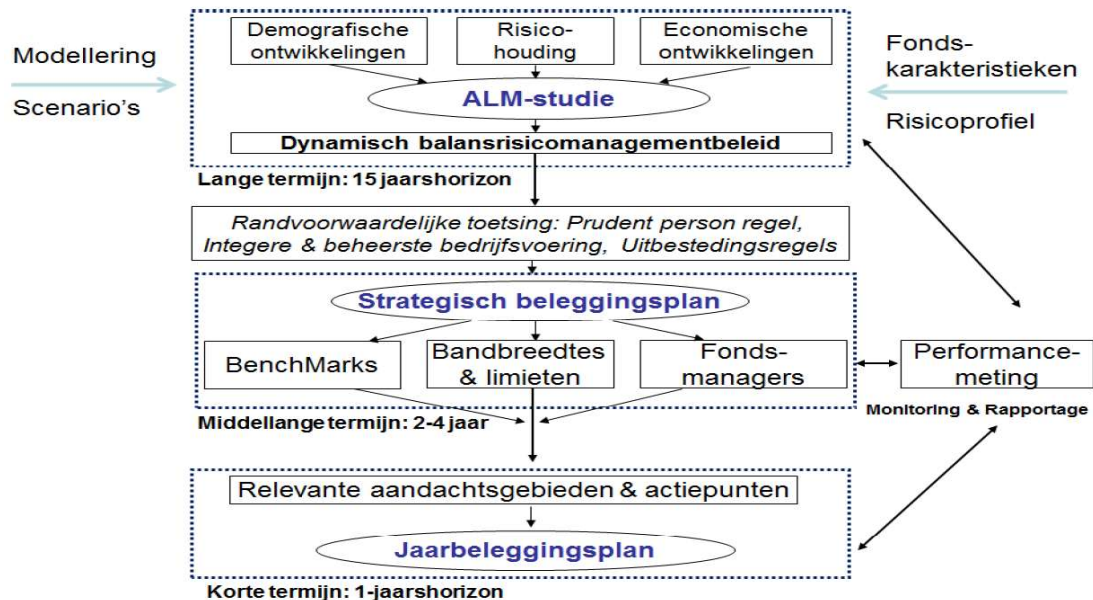 Modellering
Scenario's
Demografische
ontwikkelingen
Risico-
houding
Economische
ontwikkelingen
ALM-studie
Dynamisch balansrisicomanagementbeleid
Lange termijn: 15 jaarshorizon
Fonds-
karakteristieken
Risicoprofiel
Randvoorwaardelijke toetsing: Prudent person regel,
Integere & beheerste bedrijfsvoering, Uitbestedingsregels
Strategisch beleggingsplan
BenchMarks
Bandbreedtes
& limieten
Fonds-
managers
Middellange termijn: 2-4 jaar
Performance-
meting
Monitoring & Rapportage
Relevante aandachtsgebieden & actiepunten
Jaarbeleggingsplan
Korte termijn: 1-jaarshorizon